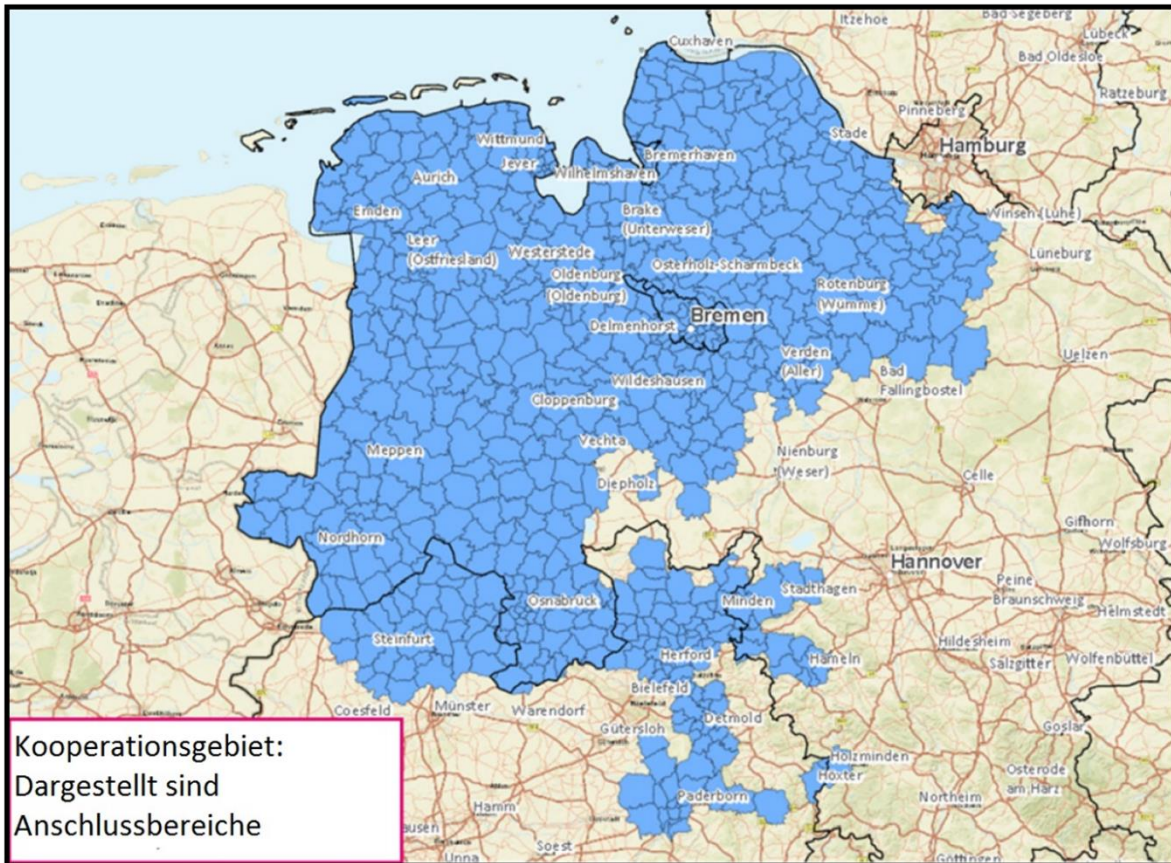 Itzehoe
Bad Segeberg
Lübeck
Cuxhaven
Bad Oldesloe
Ratzeburg
Pinneberg
Stade
Hamburg
Wittmund
Jever
Bremerhaven
Wilhelmshaven
Aurich
Emden
Brake
(Unterweser)
Winsen (Luhe)
Leer
(Ostfriesland)
Westerstede
Lüneburg
Osterholz-Scharmbeck
Oldenburg
(Oldenburg)
Rotenburg
(Wümme)
Bremen
Delmenhorst
Verden
(Aller)
Uelzen
Bad
Fallingbostel
Wildeshausen
Cloppenburg
Vechta
Meppen
Nienburg
(Weser)
Diepholz
Celle
Gifhorn
Nordhorn
Wolfsburg
Hannover
Peine
Stadthagen
Braunschweig
Osnabrück
Minden
Helmstedt
Steinfurt
Hildesheim
Herford
Hameln
Salzgitter
Wolfenbüttel
Bielefeld
Coesfeld
Münster
Warendorf
Detmold
Gütersloh
Goslar
Holzminden
Höxter
Osterode
am Harz
Paderborn
Northeim
Hamm
Soest
Unna
Göttingen
Kooperationsgebiet:
Dargestellt sind
Anschlussbereiche